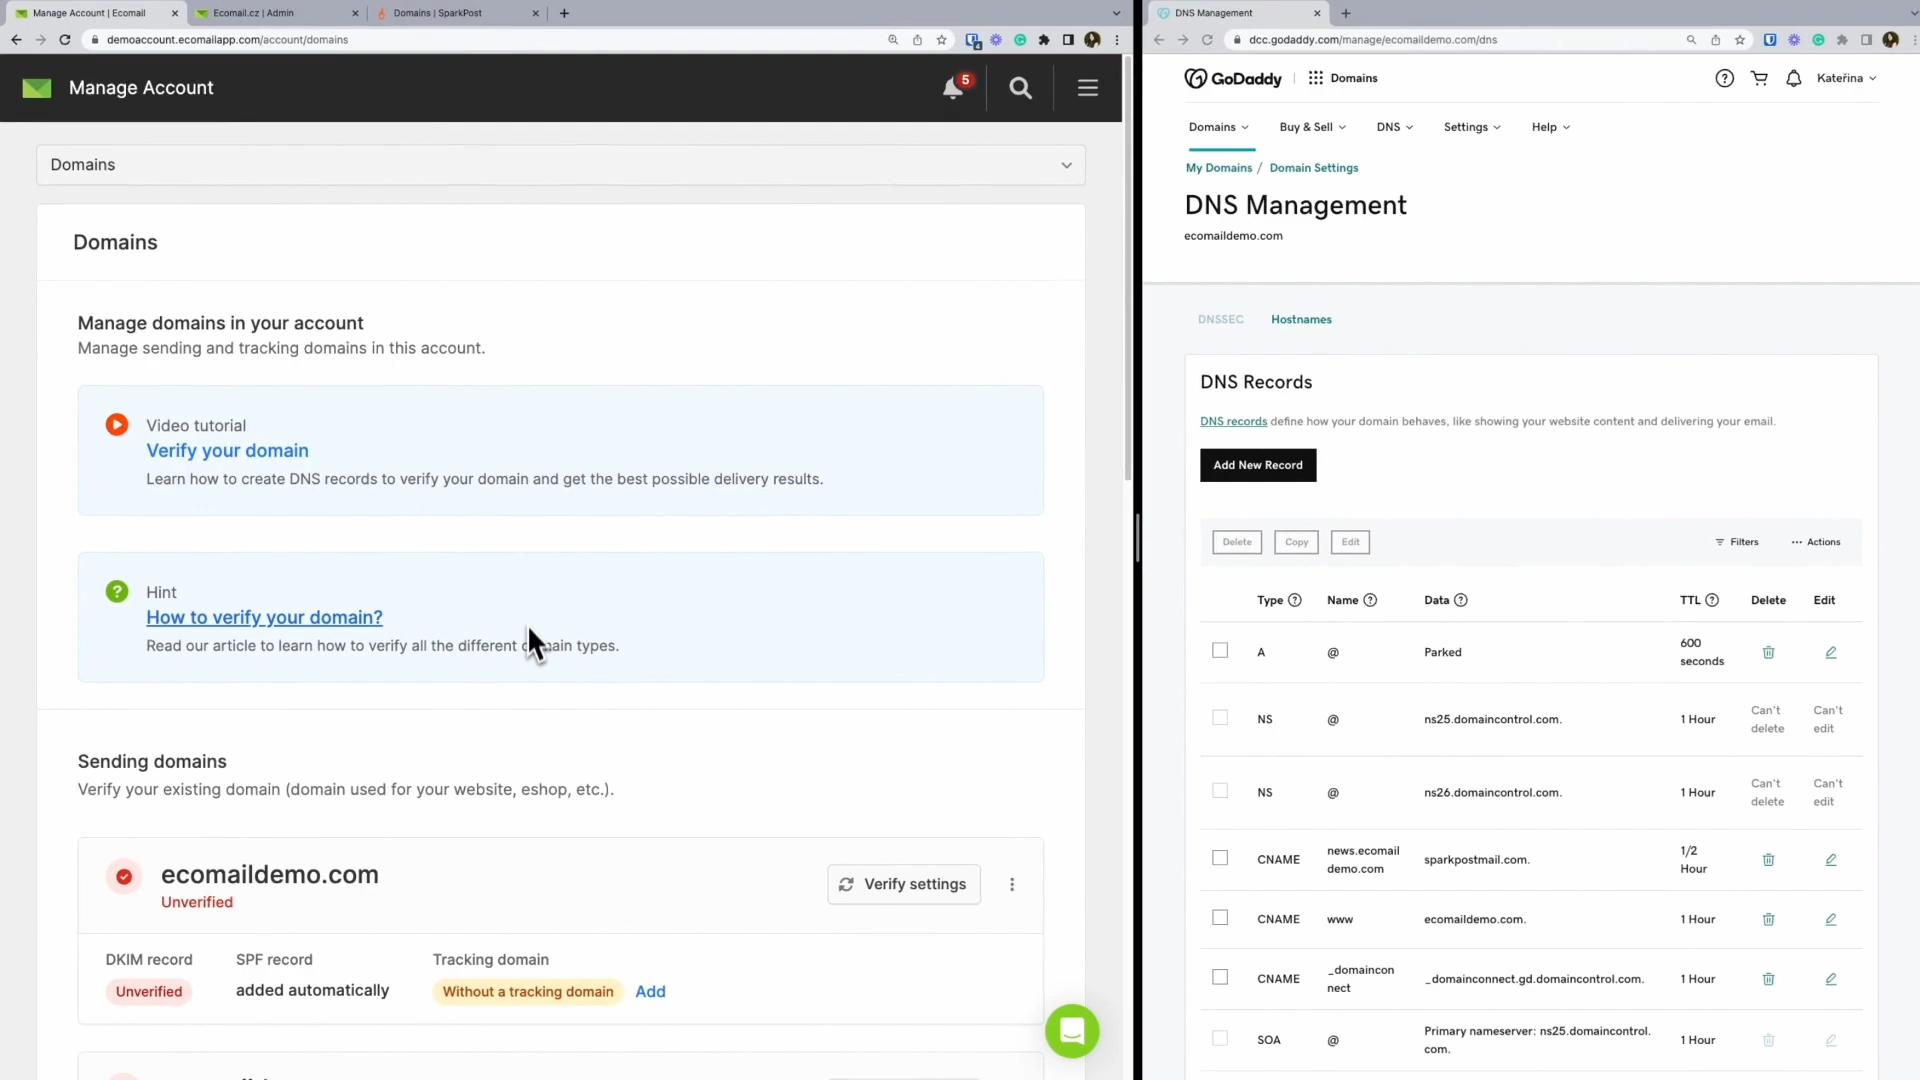 Manage Account | Ecomail
Ecomail.cz | Admin
Domains | SparkPost
demoaccount.ecomailapp.com/account/domains
4
Manage Account
5
Domains
Domains
Manage domains in your account
Manage sending and tracking domains in this account.
Video tutorial
Verify your domain
Learn how to create DNS records to verify your domain and get the best possible delivery results.
Hint
How to verify your domain?
Read our article to learn how to verify all the different domain types.
Sending domains
Verify your existing domain (domain used for your website, eshop, etc.).
ecomaildemo.com
Unverified
Verify settings
DKIM record
SPF record
Tracking domain
Unverified
added automatically
Without a tracking domain
Add
DNS Management
dcc.godaddy.com/manage/ecomaildemo.com/dns
GoDaddy
Domains
Kateřina
Domains
Buy & Sell
DNS
Settings
Help
My Domains / Domain Settings
DNS Management
ecomaildemo.com
DNSSEC
Hostnames
DNS Records
DNS records define how your domain behaves, like showing your website content and delivering your email.
Add New Record
Delete
Copy
Edit
Filters
Actions
Type
Name
Data
TTL
Delete
Edit
A
@
Parked
600
seconds
NS
@
ns25.domaincontrol.com.
1 Hour
Can't
delete
Can't
edit
NS
@
ns26.domaincontrol.com.
1 Hour
Can't
delete
Can't
edit
CNAME
news.ecomail
demo.com
sparkpostmail.com.
1/2
Hour
CNAME
www
ecomaildemo.com.
1 Hour
CNAME
_domaincon
nect
_domainconnect.gd.domaincontrol.com.
1 Hour
SOA
@
Primary nameserver: ns25.domaincontrol.
com.
1 Hour